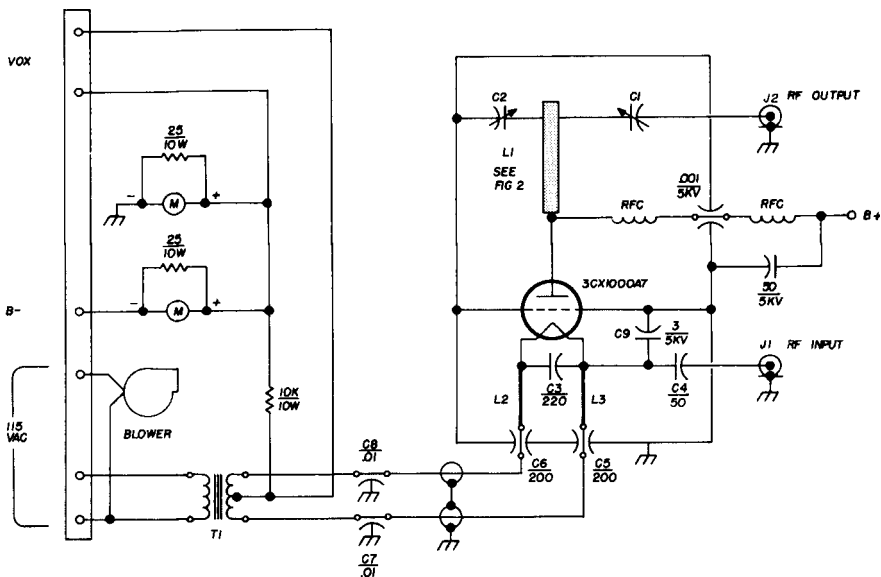 VOX
25
10W
-
M
+
25
10W
-
M
+
B-
115
VAC
BLOWER
10K
10W
T1
C8
.01
C7
.01
C2
C1
L1
SEE
FIG 2
J2
RF OUTPUT
.001
5KV
RFC
RFC
B+
50
5KV
3CX1000A7
C9
3
5KV
J1
RF INPUT
L2
C3
220
L3
C4
50
C6
200
C5
200